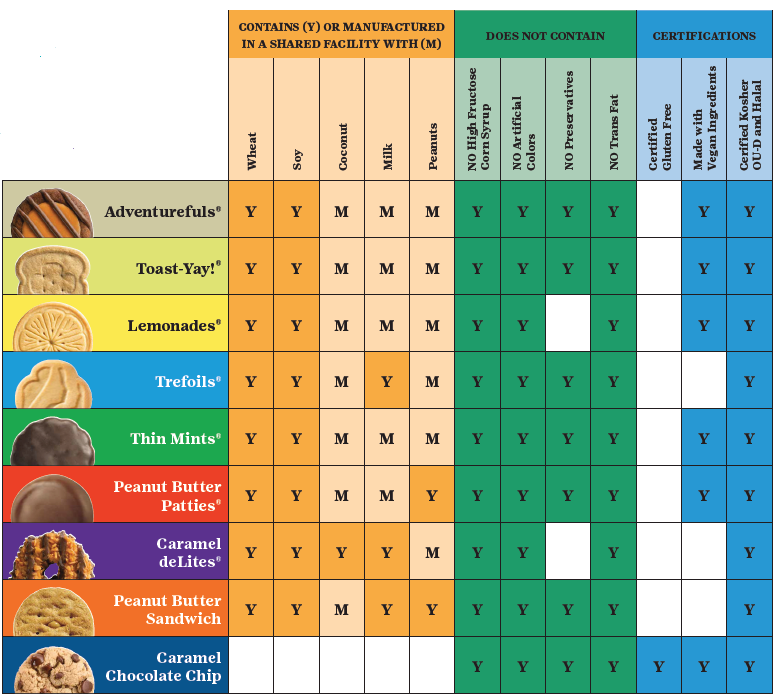 CONTAINS (Y) OR MANUFACTURED
IN A SHARED FACILITY WITH (M)
DOES NOT CONTAIN
CERTIFICATIONS
Wheat
Soy
Coconut
Milk
Peanuts
NO High Fructose
Corn Syrup
NO Artificial
Colors
NO Preservatives
NO Trans Fat
Certified
Gluten Free
Made with
Vegan Ingredients
Cerified Kosher
OU-D and Halal
Adventurefuls® Y Y M M M Y Y Y Y Y Y
Toast-Yay!® Y Y M M M Y Y Y Y Y Y
Lemonades® Y Y M M M Y Y Y Y Y
Trefoils® Y Y M Y M Y Y Y Y Y
Thin Mints® Y Y M M M Y Y Y Y Y Y
Peanut Butter
Patties® Y Y M M Y Y Y Y Y Y Y
Caramel
deLites® Y Y Y Y M Y Y Y Y
Peanut Butter
Sandwich Y Y M Y Y Y Y Y Y Y
Caramel
Chocolate Chip Y Y Y Y Y Y Y